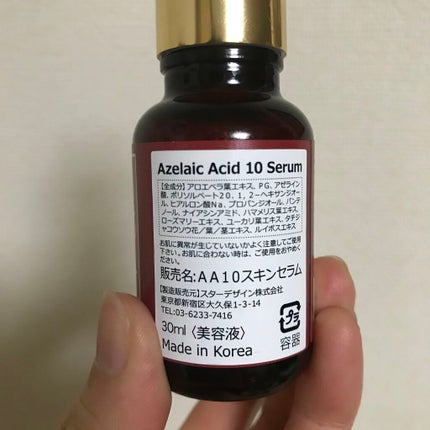 Azelaic Acid 10 Serum
【全成分】アロエベラ葉エキス、PG、アゼライン
酸、ポリソルベート20、1、2-ヘキサンジオー
ル、ヒアルロン酸Na、プロパンジオール、パンテ
ノール、ナイアシンアミド、ハマメリス葉エキス、
ローズマリーエキス、ユーカリ葉エキス、タチジ
ャコウソウ花／葉／茎エキス、ルイボスエキス
お肌に異常が生じていないかよく注意してご使用
下さい。お肌に合わない時は、ご使用をおやめく
ださい。
販売名:AA10スキンセラム
【製造販売元】スターデザイン株式会社
東京都新宿区大久保1-3-14
TEL:03-6233-7416
30ml〈美容液〉
Made in Korea
プラ
容器